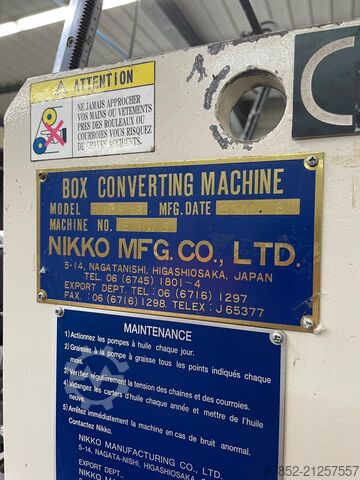 ATTENTION
NE JAMAIS APPROCHER
VOS MAINS OU VETEMENTS
PRES DES ROULEAU OU
COURROIES VOUS RISQUEZ
DE GRAVES ACCIDENTS.
C
BOX CONVERTING MACHINE
MODEL MFG.DATE
MACHINE NO.
NIKKO MFG.CO., LTD.
5-14, NAGATANISHI, HIGASHIOSAKA, JAPAN
TEL. 06 (6745) 1801-4
EXPORT DEPT. TEL.: 06 (6716) 1297
FAX. : 06 (6716) 1298. TELEX : J65377
MAINTENANCE
1) Actionnez les pompes à huile chaque jour.
2) Graissez à la pompe à graisse tous les points indiqués chaque
mois.
3) Vérifiez régulièrement la tension des chaines et des courroies.
4) Vidangez les carters d'huile chaque année et mettre de l'huile
neuve.
5) Arrêtez immédiatement la machine en cas de bruit anormal.
Contactez Nikko.
NIKKO MANUFACTURING CO., LTD.
5-14, NAGATA-NISHI, HIGASHIOSAKA
EXPORT DEPT.
TEL
FAX
87852-21257557